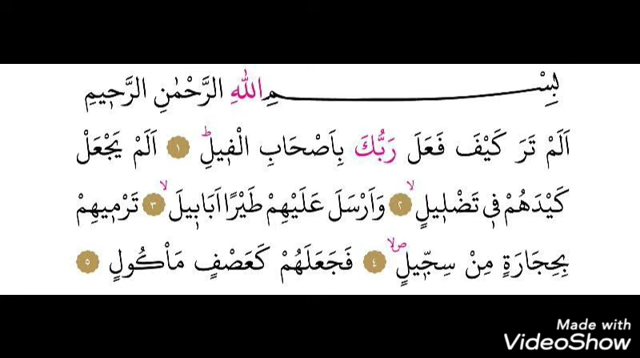 بِسْمِ اللّٰهِ الرَّحْمٰنِ الرَّحٖيمِ
اَلَمْ تَرَ كَيْفَ فَعَلَ رَبُّكَ بِاَصْحَابِ الْفٖيلِؕ ﴿١﴾ اَلَمْ يَجْعَلْ
كَيْدَهُمْ فٖي تَضْلٖيلٍۙ ﴿٢﴾ وَاَرْسَلَ عَلَيْهِمْ طَيْرًا اَبَابٖيلَۙ ﴿٣﴾ تَرْمٖيهِمْ
بِحِجَارَةٍ مِنْ سِجّٖيلٍۙۖ ﴿٤﴾ فَجَعَلَهُمْ كَعَصْفٍ مَأْكُولٍ ﴿٥﴾
Made with
VideoShow